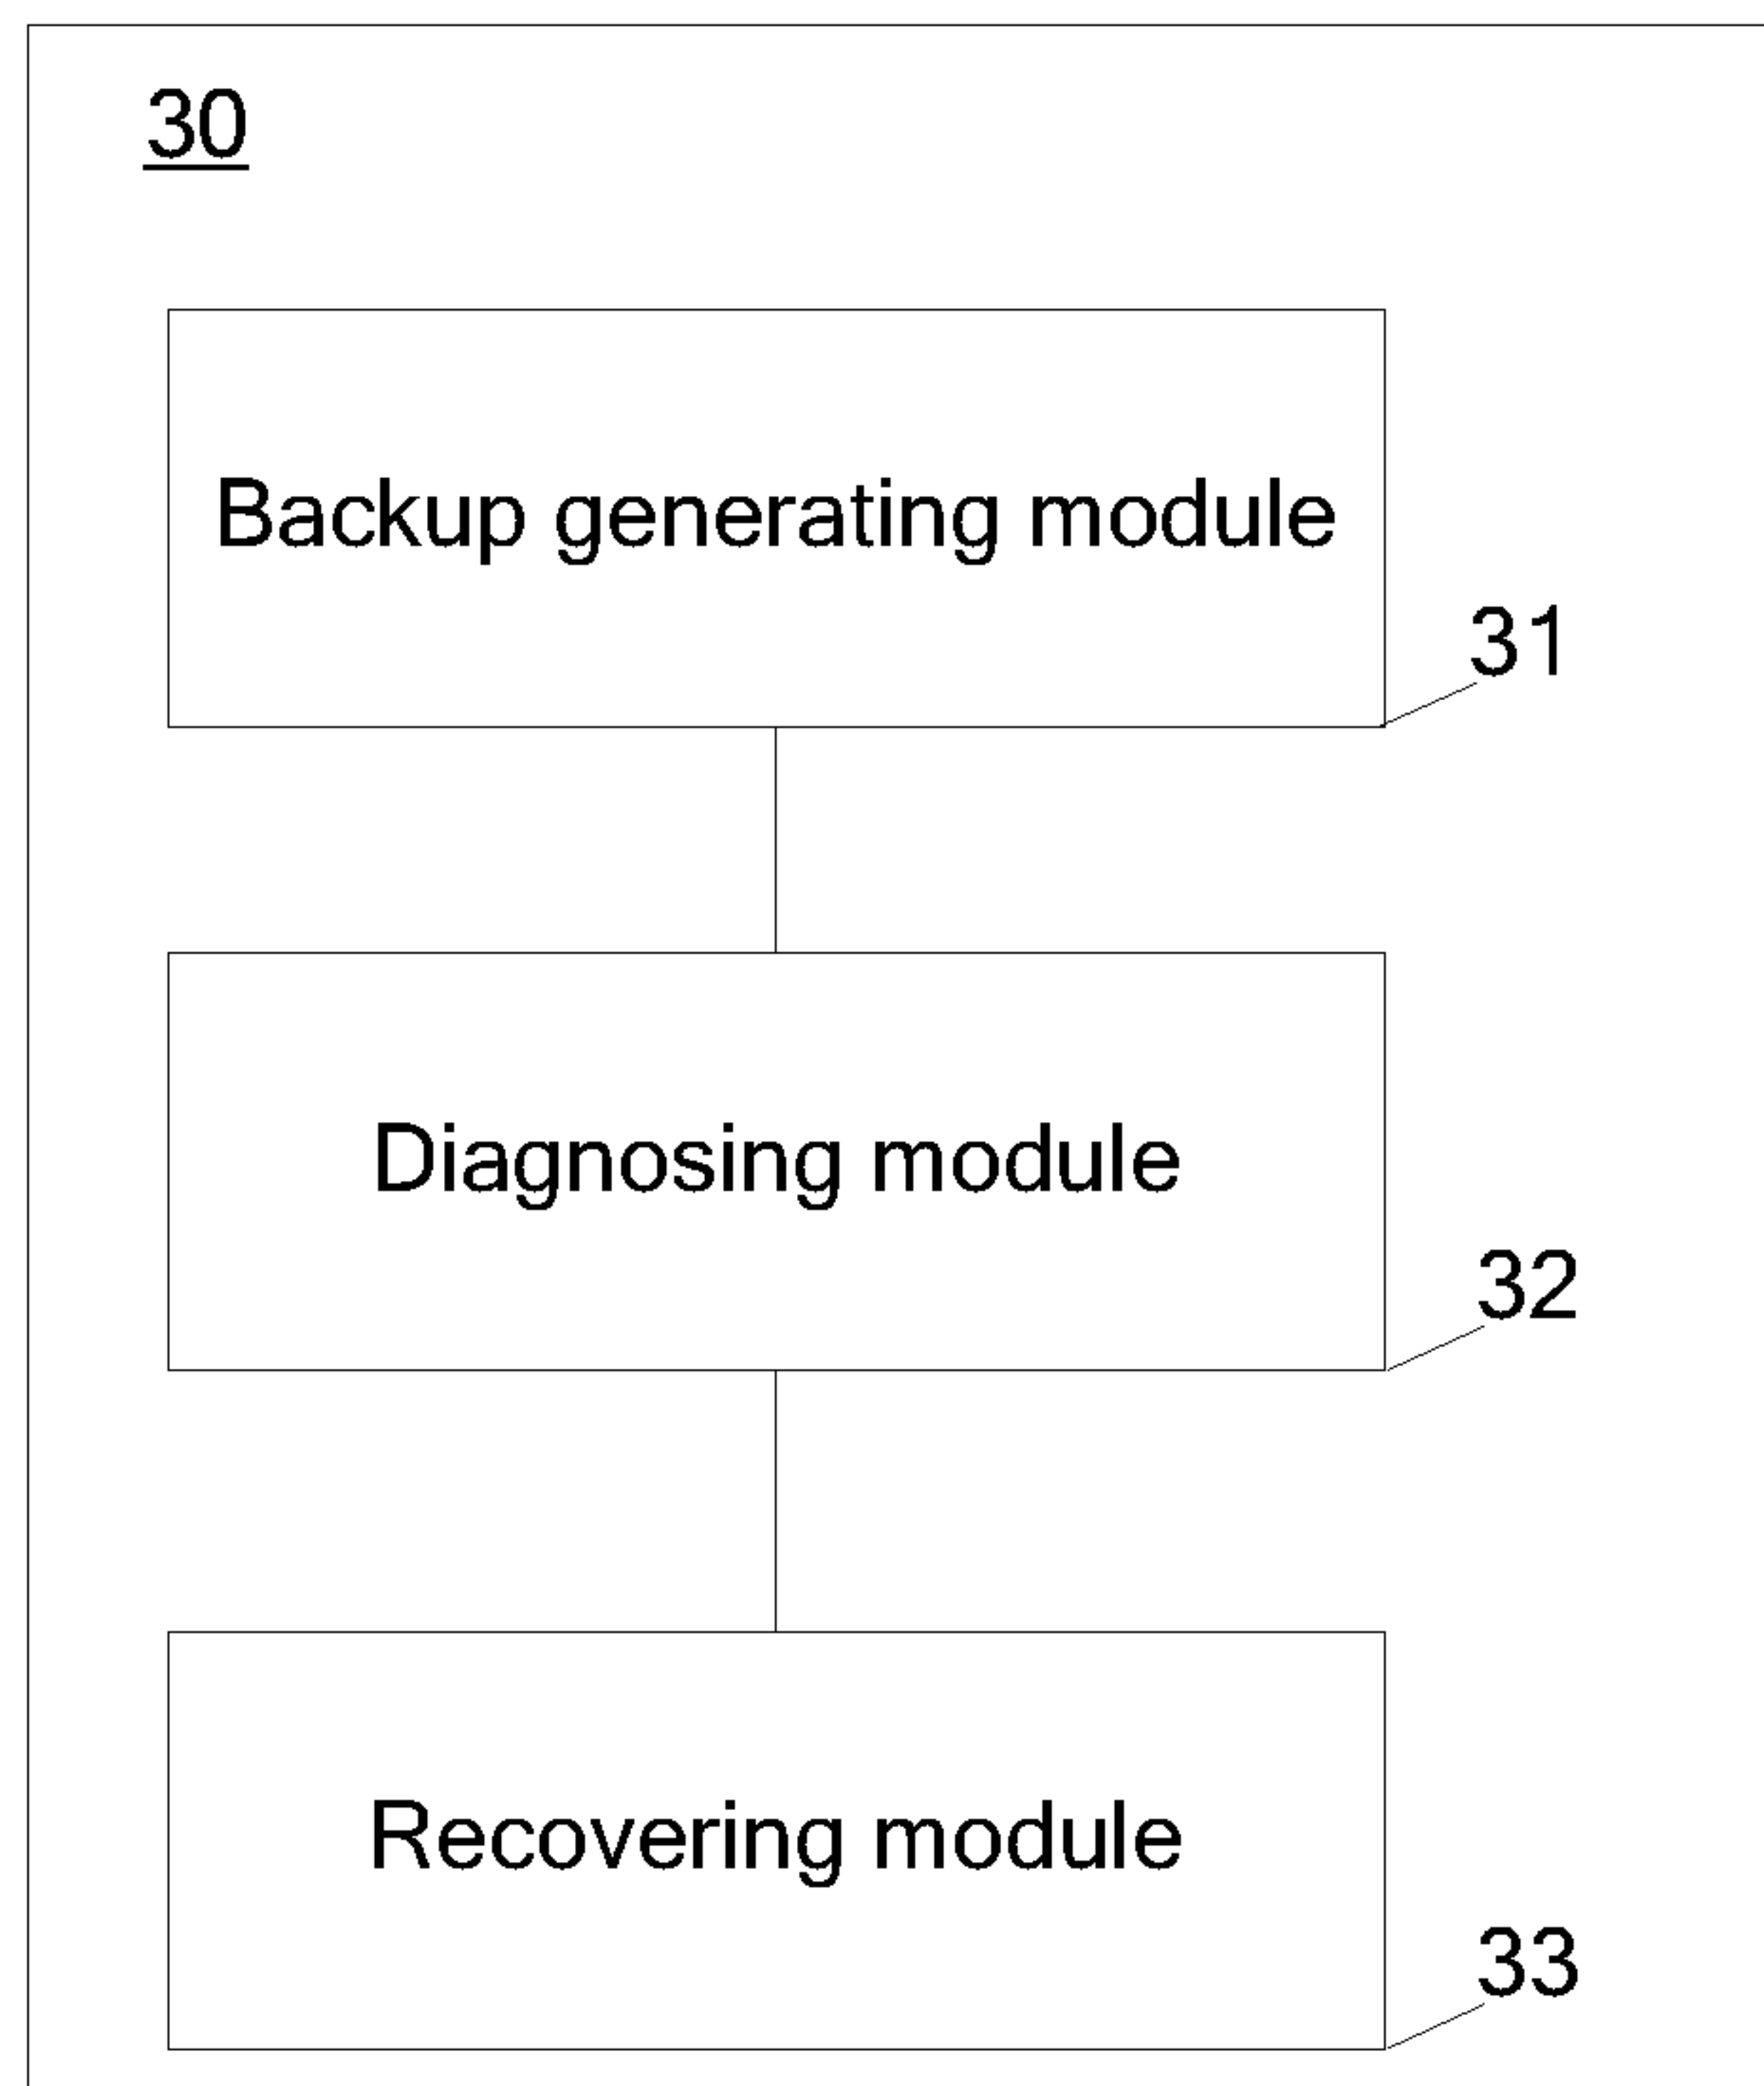 30
Backup generating module
31
Diagnosing module
32
Recovering module
33